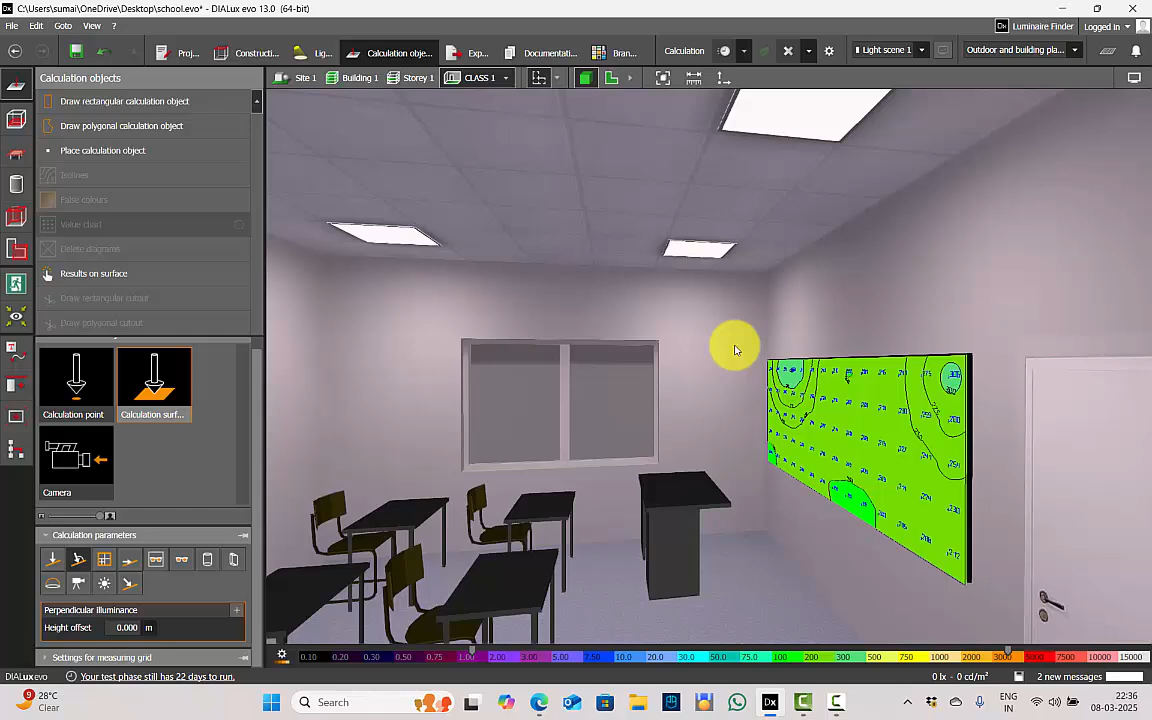 C:\Users\sumai\OneDrive\Desktop\school.evo* - DIALux evo 13.0 (64-bit)
File Edit Goto View ?
Luminaire Finder Logged in
Proj... Constructi... Lig... Calculation obje... Exp... Documentati... Bran... Calculation Light scene 1 Outdoor and building pla...
Calculation objects
Site 1 Building 1 Storey 1 CLASS 1
Draw rectangular calculation object
Draw polygonal calculation object
Place calculation object
Isolines
False colours
Value chart
Delete diagrams
Results on surface
Draw rectangular cutout
Draw polygonal cutout
Calculation point Calculation surf...
Camera
Calculation parameters
Perpendicular illuminance
Height offset 0.000 m
Settings for measuring grid
0.10 0.20 0.30 0.50 0.75 1.00 2.00 3.00 5.00 7.50 10.0 20.0 30.0 50.0 75.0 100 200 300 500 750 1000 2000 3000 5000 7500 10000 15000
DIALux evo Your test phase still has 22 days to run.
0 lx - 0 cd/m² 2 new messages
9
28°C
Clear
Search
ENG
IN
22:36
08-03-2025